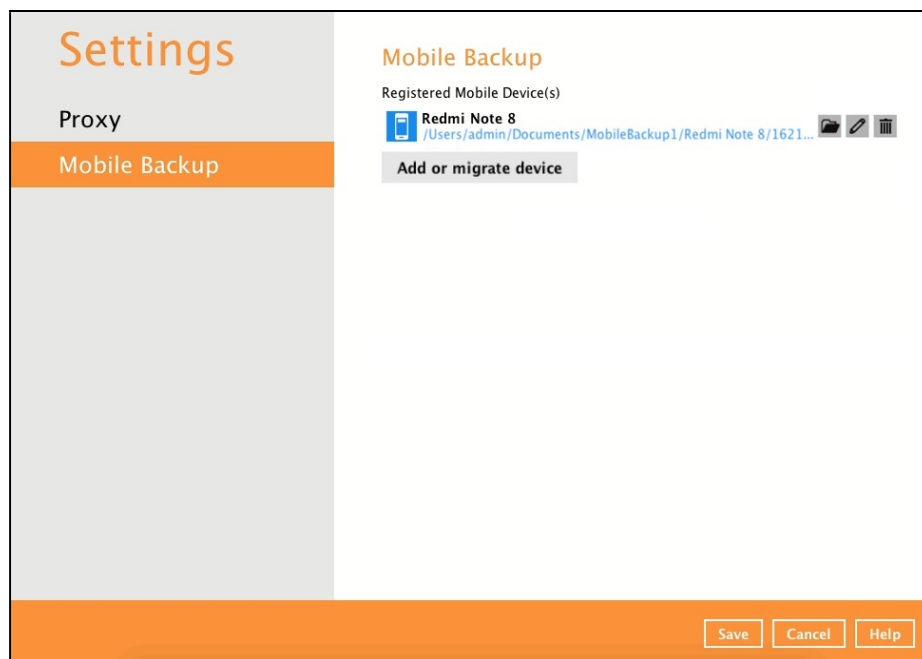 Settings
Proxy
Mobile Backup
Mobile Backup
Registered Mobile Device(s)
Redmi Note 8
/Users/admin/Documents/MobileBackup1/Redmi Note 8/1621...
Add or migrate device
Save
Cancel
Help